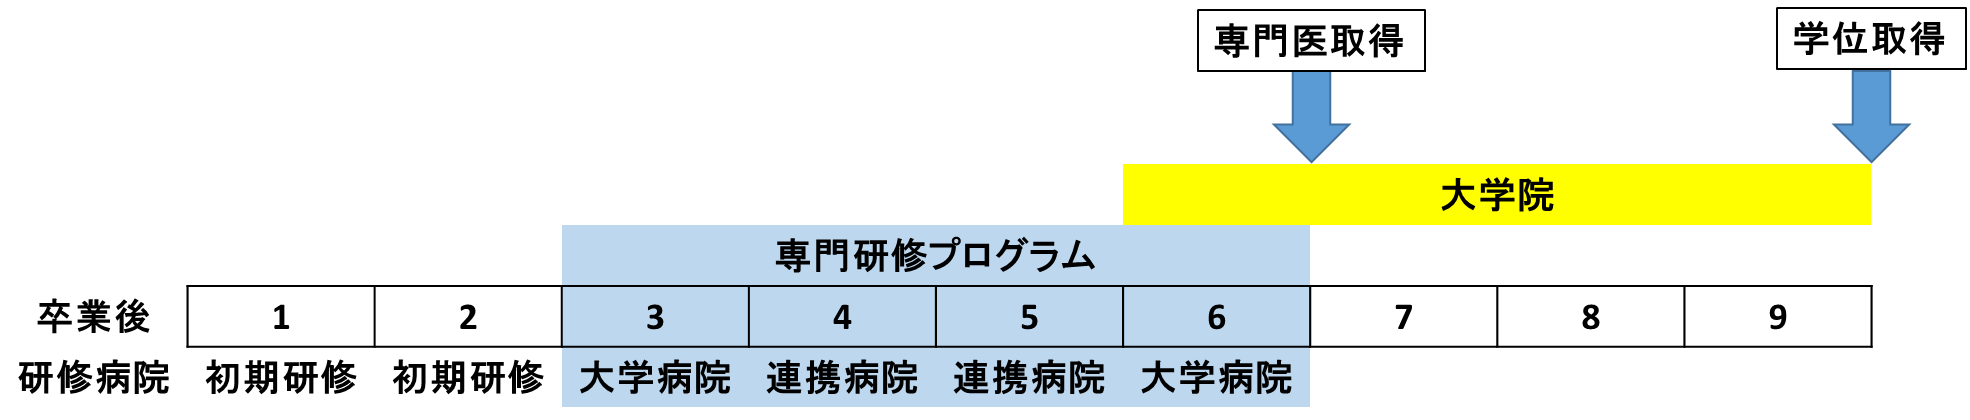 専門医取得 学位取得
大学院
専門研修プログラム
卒業後 1 2 3 4 5 6 7 8 9
研修病院 初期研修 初期研修 大学病院 連携病院 連携病院 大学病院